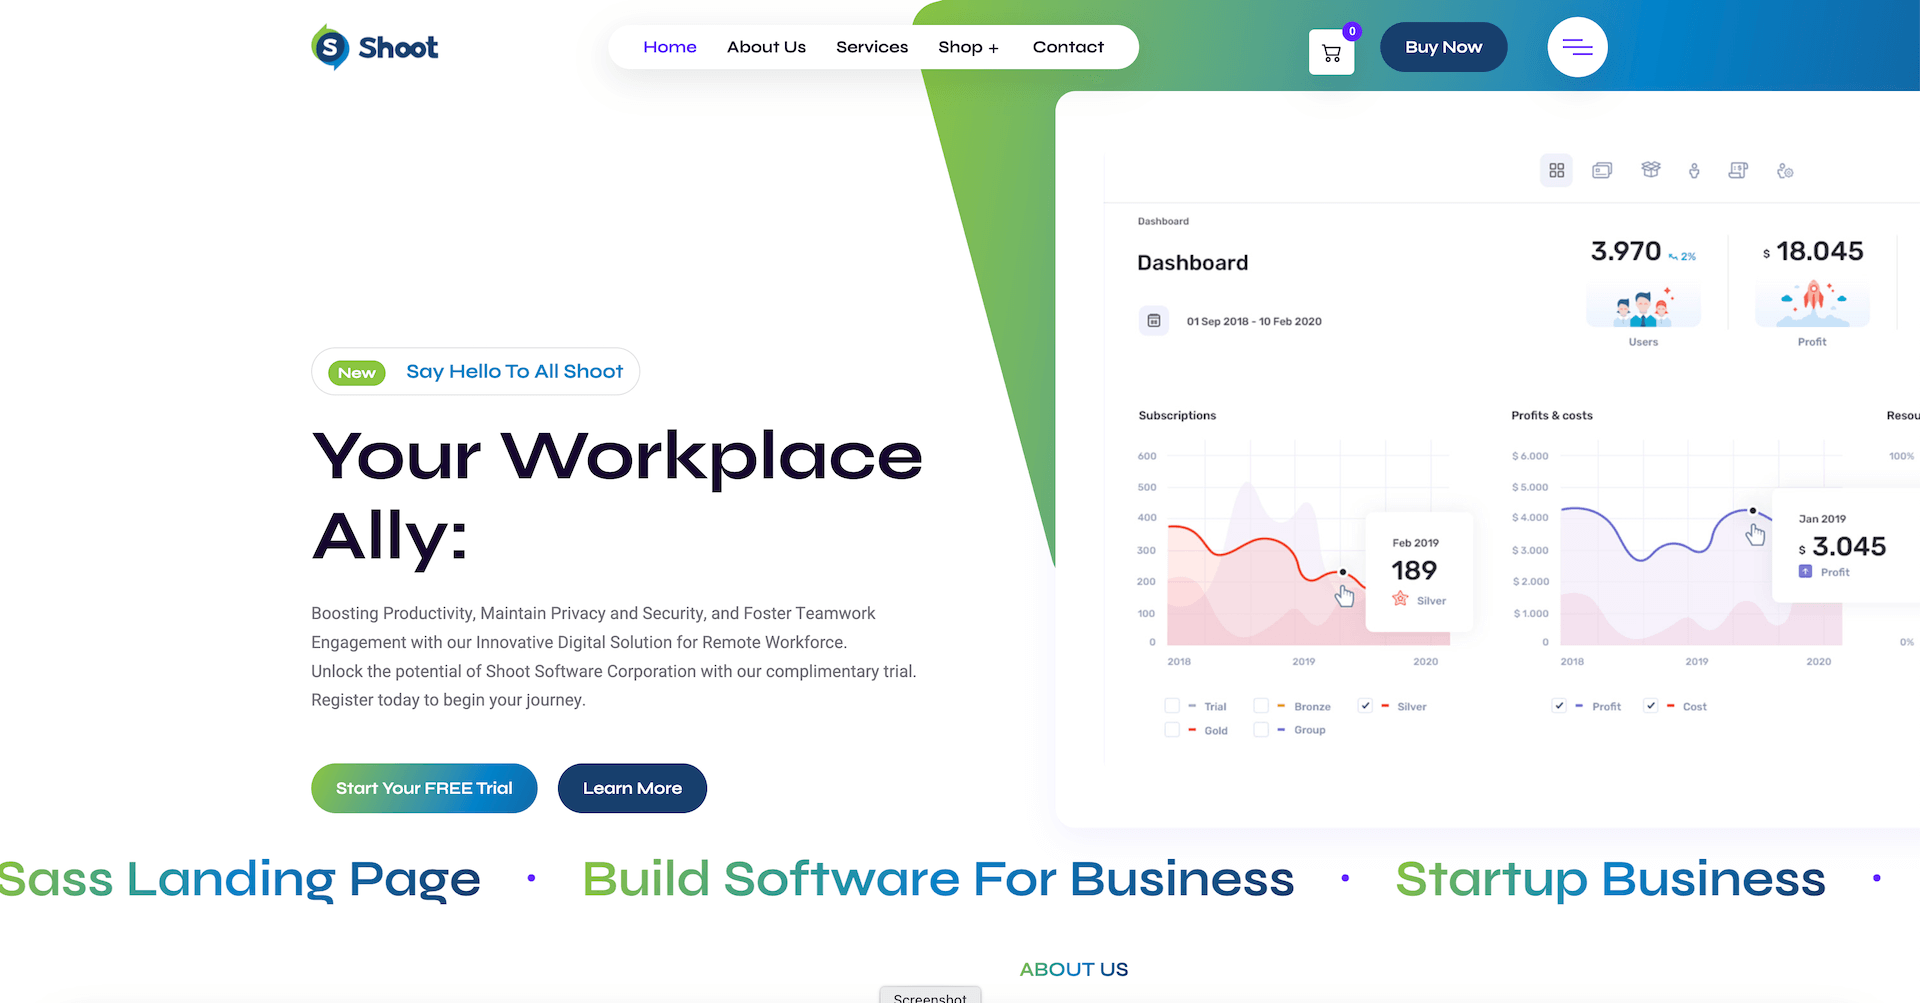 S Shoot
Home About Us Services Shop + Contact
0
Buy Now
Dashboard
Dashboard
01 Sep 2018 - 10 Feb 2020
3.970 2%
Users
$ 18.045
Profit
New Say Hello To All Shoot
Your Workplace
Ally:
Boosting Productivity, Maintain Privacy and Security, and Foster Teamwork
Engagement with our Innovative Digital Solution for Remote Workforce.
Unlock the potential of Shoot Software Corporation with our complimentary trial.
Register today to begin your journey.
Start Your FREE Trial Learn More
Subscriptions
600
500
400
300
200
100
0
2018 2019 2020
Feb 2019
189
Silver
Trial Bronze Silver
Gold Group
Profits & costs
$ 6.000
$ 5.000
$ 4.000
$ 3.000
$ 2.000
$ 1.000
0
2018 2019 2020
Jan 2019
$ 3.045
Profit
Profit Cost
Resou
100%
0%
Sass Landing Page • Build Software For Business • Startup Business •
ABOUT US
Screenshot